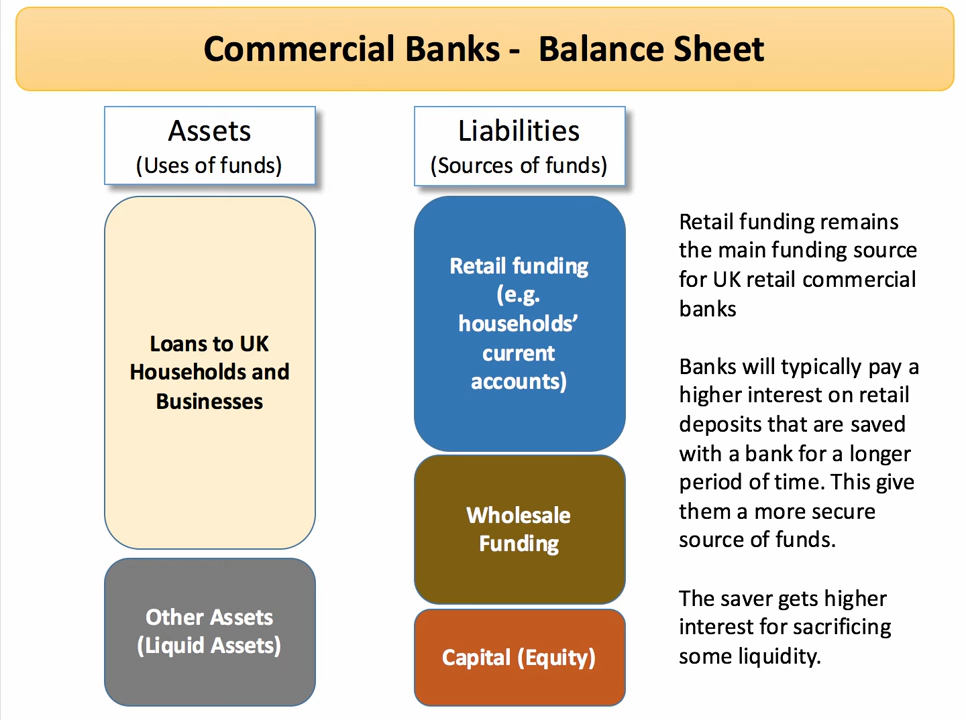 Commercial Banks -  Balance Sheet
Assets
(Uses of funds)
Liabilities
(Sources of funds)
Loans to UK
Households and
Businesses
Other Assets
(Liquid Assets)
Retail funding
(e.g.
households’
current
accounts)
Wholesale
Funding
Capital (Equity)
Retail funding remains
the main funding source
for UK retail commercial
banks
Banks will typically pay a
higher interest on retail
deposits that are saved
with a bank for a longer
period of time. This give
them a more secure
source of funds.
The saver gets higher
interest for sacrificing
some liquidity.